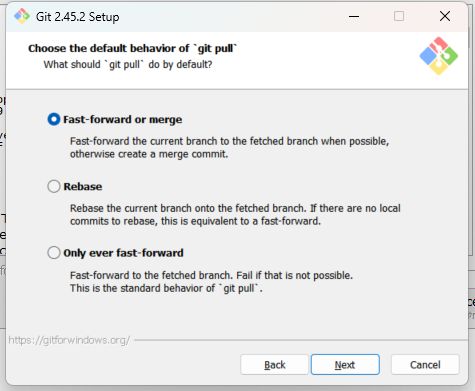 Git 2.45.2 Setup
Choose the default behavior of `git pull`
What should `git pull` do by default?
Fast-forward or merge
Fast-forward the current branch to the fetched branch when possible,
otherwise create a merge commit.
Rebase
Rebase the current branch onto the fetched branch. If there are no local
commits to rebase, this is equivalent to a fast-forward.
Only ever fast-forward
Fast-forward to the fetched branch. Fail if that is not possible.
This is the standard behavior of `git pull`.
https://gitforwindows.org/
Back
Next
Cancel